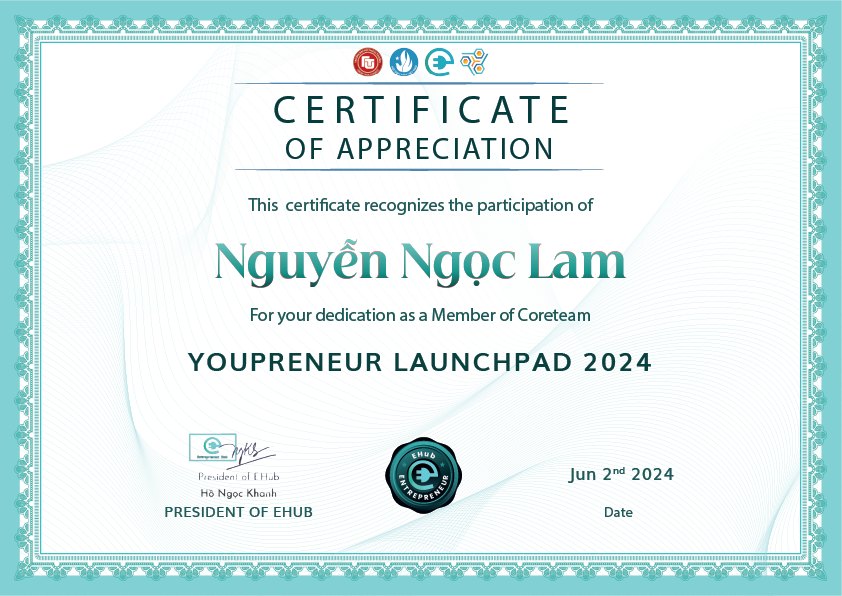 CERTIFICATE
OF APPRECIATION
This certificate recognizes the participation of
Nguyễn Ngọc Lam
For your dedication as a Member of Coreteam
YOUPRENEUR LAUNCHPAD 2024
President of EHub
Hồ Ngọc Khanh
PRESIDENT OF EHUB
EHub
ENTREPRENEUR
Jun 2nd 2024
Date